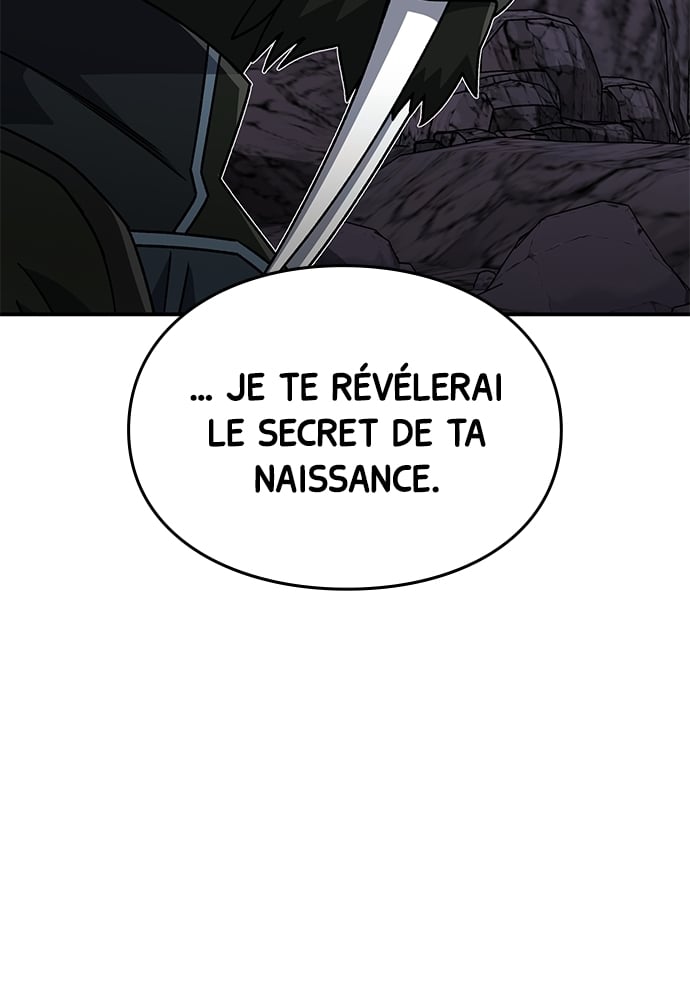 ... JE TE RÉVÉLERAI
LE SECRET DE TA
NAISSANCE.